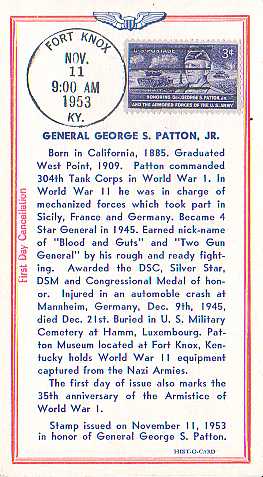 FORT KNOX
NOV.
11
9:00 AM
1953
KY.
U.S. POSTAGE 3¢
HONORING GEORGE S. PATTON, JR.
AND THE ARMORED FORCES OF THE U.S. ARMY
First Day Cancellation
GENERAL GEORGE S. PATTON, JR.
Born in California, 1885. Graduated
West Point, 1909. Patton commanded
304th Tank Corps in World War 1. In
World War 11 he was in charge of
mechanized forces which took part in
Sicily, France and Germany. Became 4
Star General in 1945. Earned nick-name
of "Blood and Guts" and "Two Gun
General" by his rough and ready fight-
ing. Awarded the DSC, Silver Star,
DSM and Congressional Medal of hon-
or. Injured in an automoble crash at
Mannheim, Germany, Dec. 9th, 1945,
died Dec. 21st. Buried in U. S. Military
Cemetery at Hamm, Luxembourg. Pat-
ton Museum located at Fort Knox, Ken-
tucky holds World War 11 equipment
captured from the Nazi Armies.
The first day of issue also marks the
35th anniversary of the Armistice of
World War 1.
Stamp issued on November 11, 1953
in honor of General George S. Patton.
HIST-O-CARD